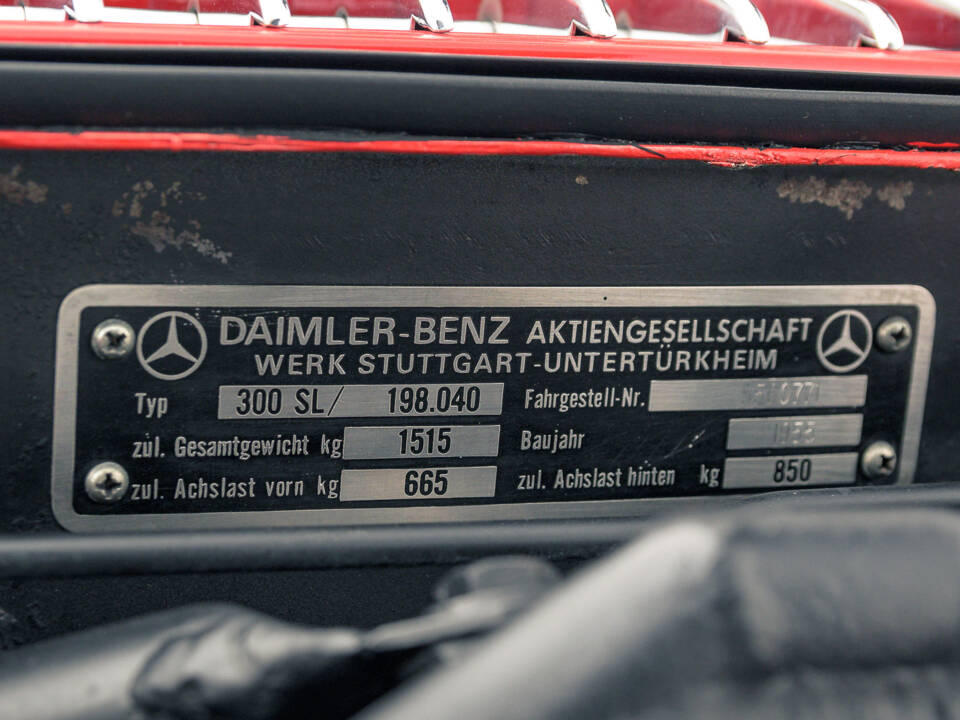 DAIMLER-BENZ AKTIENGESELLSCHAFT
WERK STUTTGART-UNTERTÜRKHEIM
Typ 300 SL/ 198.040 Fahrgestell-Nr.
zul. Gesamtgewicht kg 1515 Baujahr 1955
zul. Achslast vorn kg 665 zul. Achslast hinten kg 850